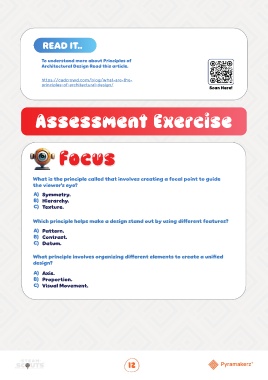 READ IT..
To understand more about Principles of
Architectural Design Read this article.
https://cadcrowd.com/blog/what-are-the-
principles-of-architectural-design/
Scan Here!
Assessment Exercise
Focus
What is the principle called that involves creating a focal point to guide
the viewer's eye?
A) Symmetry.
B) Hierarchy.
C) Texture.
Which principle helps make a design stand out by using different features?
A) Pattern.
B) Contrast.
C) Datum.
What principle involves organizing different elements to create a unified
design?
A) Axis.
B) Proportion.
C) Visual Movement.
12
Pyramakerz